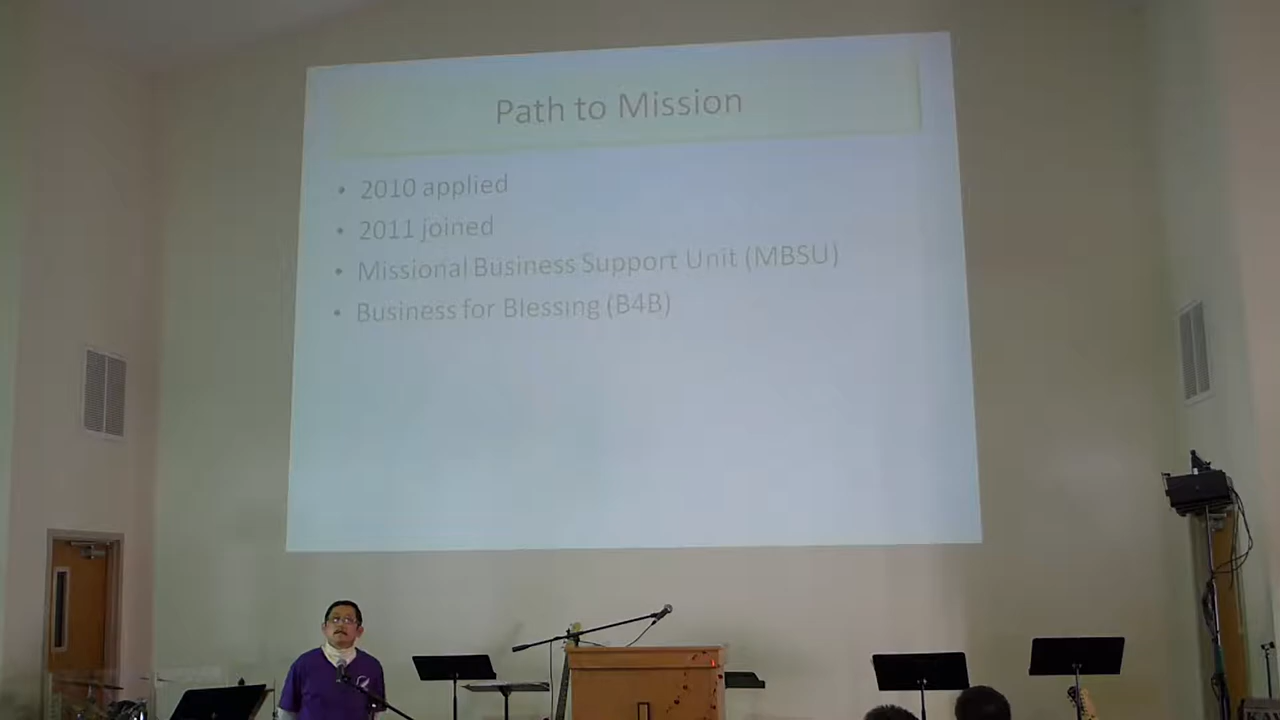 Path to Mission
• 2010 applied
• 2011 joined
• Missional Business Support Unit (MBSU)
• Business for Blessing (B4B)